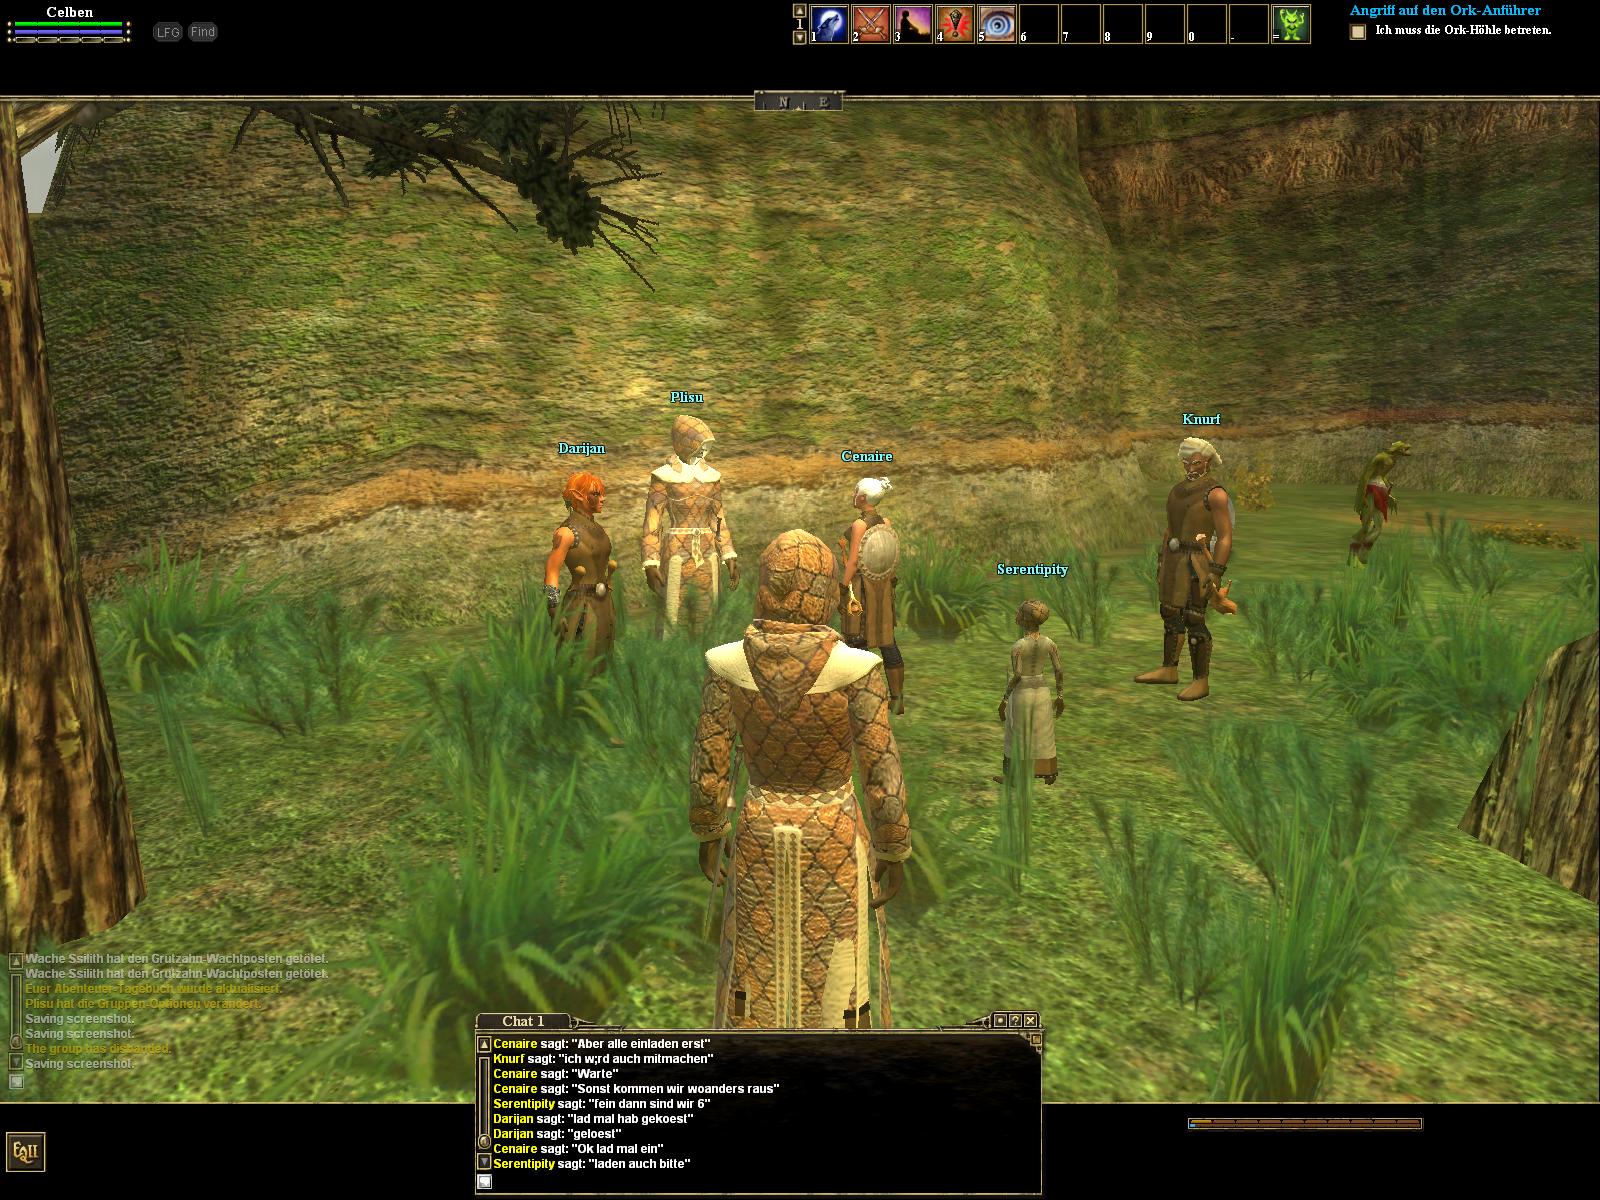 Celben
LFG
Find
1
1
2
3
4
5
6
7
8
9
0
-
=
Angriff auf den Ork-Anführer
Ich muss die Ork-Höhle betreten.
N E
Plisu
Knurf
Darijan
Cenaire
Serentipity
Wache Ssilith hat den Grützahn-Wachtposten getötet.
Wache Ssilith hat den Grützahn-Wachtposten getötet.
Euer Abenteuer-Tagebuch wurde aktualisiert.
Plisu hat die Gruppen-Optionen verändert.
Saving screenshot.
Saving screenshot.
The group has disbanded.
Saving screenshot.
Chat 1
?
X
Cenaire sagt: "Aber alle einladen erst"
Knurf sagt: "ich w;rd auch mitmachen"
Cenaire sagt: "Warte"
Cenaire sagt: "Sonst kommen wir woanders raus"
Serentipity sagt: "fein dann sind wir 6"
Darijan sagt: "lad mal hab gekoest"
Darijan sagt: "geloest"
Cenaire sagt: "Ok lad mal ein"
Serentipity sagt: "laden auch bitte"
EQII